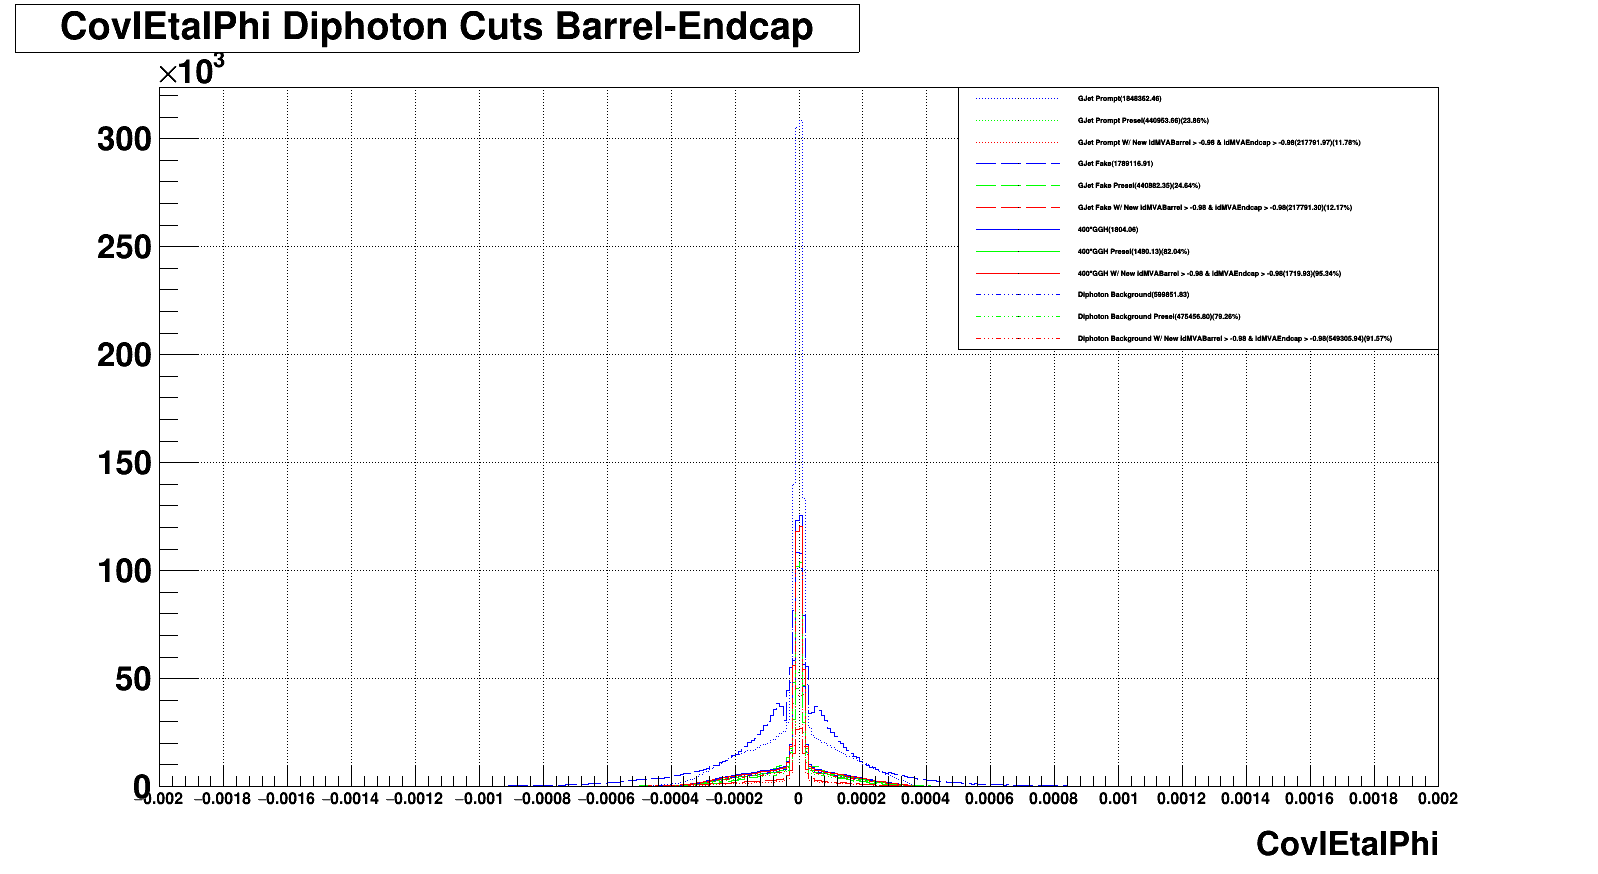 CovIEtaIPhi Diphoton Cuts Barrel-Endcap
×10³
300
250
200
150
100
50
0
GJet Prompt(1848362.46)
GJet Prompt Presel(440953.66)(23.86%)
GJet Prompt W/ New IdMVABarrel > -0.98 & IdMVAEndcap > -0.98(217791.97)(11.78%)
GJet Fake(1789116.91)
GJet Fake Presel(440882.35)(24.64%)
GJet Fake W/ New IdMVABarrel > -0.98 & IdMVAEndcap > -0.98(217791.30)(12.17%)
400*GGH(1804.06)
400*GGH Presel(1480.13)(82.04%)
400*GGH W/ New IdMVABarrel > -0.98 & IdMVAEndcap > -0.98(1719.93)(95.34%)
Diphoton Background(599851.83)
Diphoton Background Presel(475456.80)(79.26%)
Diphoton Background W/ New IdMVABarrel > -0.98 & IdMVAEndcap > -0.98(549305.94)(91.57%)
−0.002 −0.0018 −0.0016 −0.0014 −0.0012 −0.001 −0.0008 −0.0006 −0.0004 −0.0002 0 0.0002 0.0004 0.0006 0.0008 0.001 0.0012 0.0014 0.0016 0.0018 0.002
CovIEtaIPhi